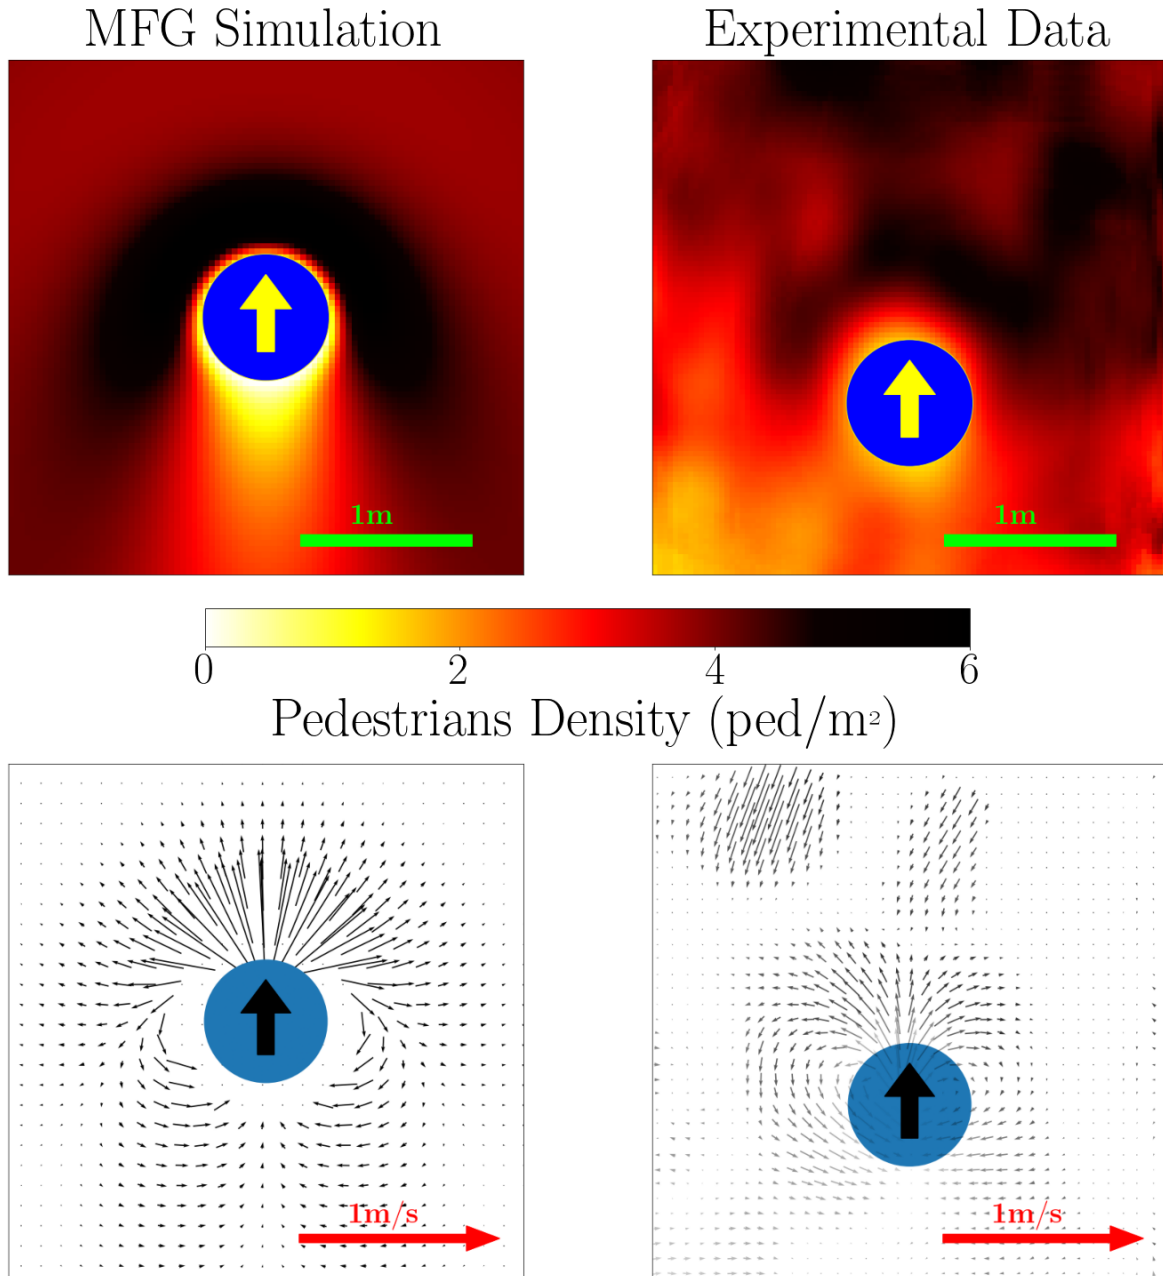 MFG Simulation
Experimental Data
1m
1m
0
2
4
6
Pedestrians Density (ped/m²)
1m/s
1m/s